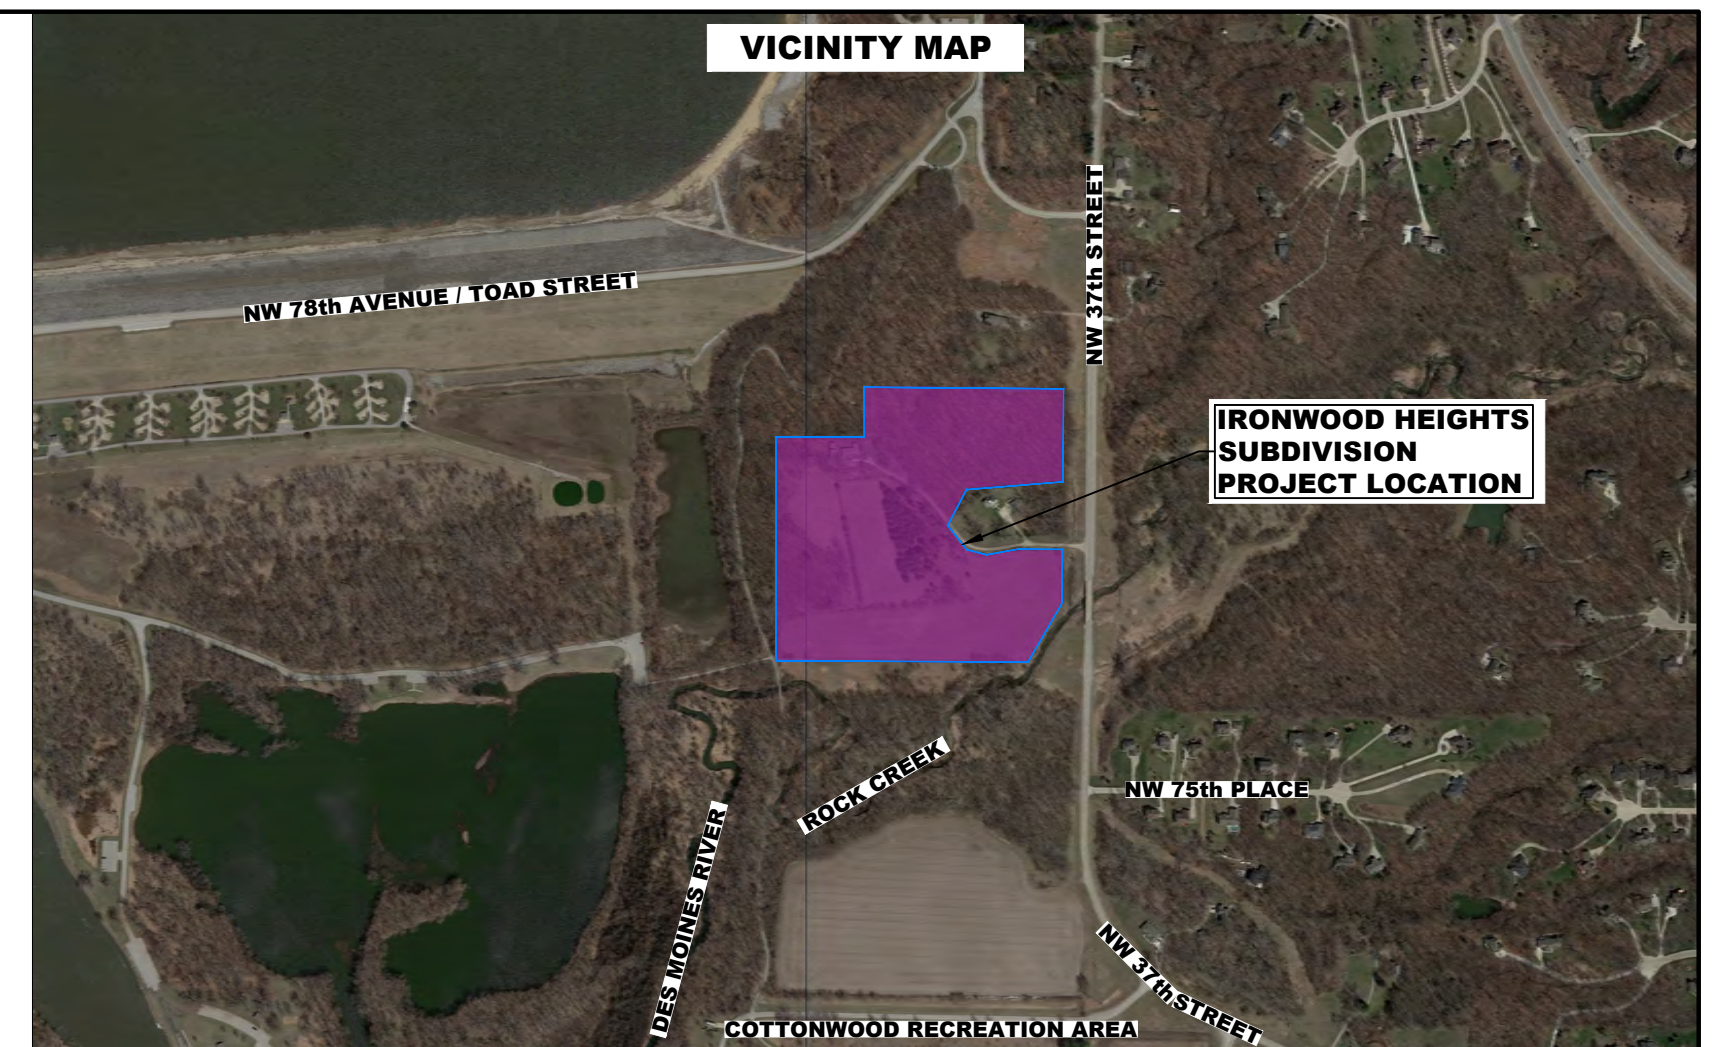 VICINITY MAP
NW 37th STREET
NW 78th AVENUE / TOAD STREET
IRONWOOD HEIGHTS
SUBDIVISION
PROJECT LOCATION
ROCK CREEK
NW 75th PLACE
DES MOINES RIVER
NW 37th STREET
COTTONWOOD RECREATION AREA